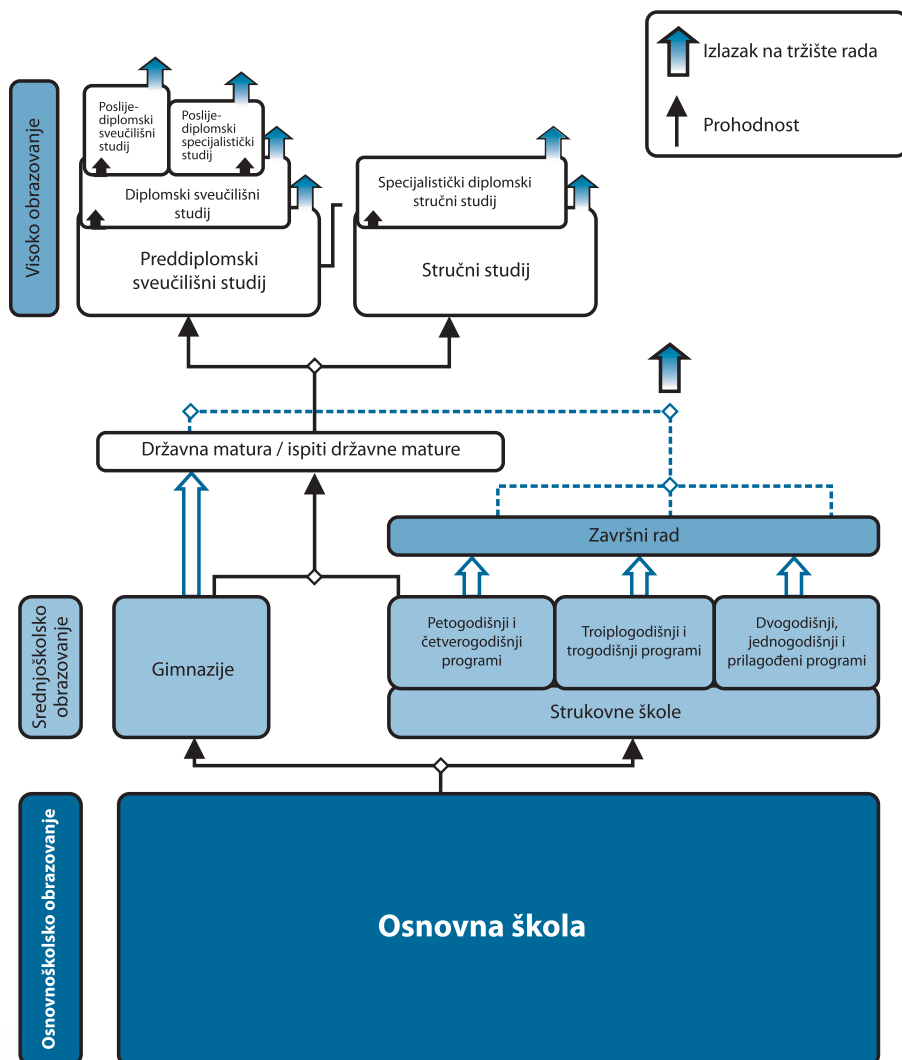 Izlazak na tržište rada
Prohodnost
Visoko obrazovanje
Poslije-
diplomski
sveučilišni
studij
Poslije-
diplomski
specijalistički
studij
Diplomski sveučilišni
studij
Preddiplomski
sveučilišni studij
Specijalistički diplomski
stručni studij
Stručni studij
Državna matura / ispiti državne mature
Završni rad
Srednjoškolsko
obrazovanje
Gimnazije
Petogodišnji i
četverogodišnji
programi
Troiplogodišnji i
trogodišnji programi
Dvogodišnji,
jednogodišnji i
prilagođeni programi
Strukovne škole
Osnovnoškolsko obrazovanje
Osnovna škola